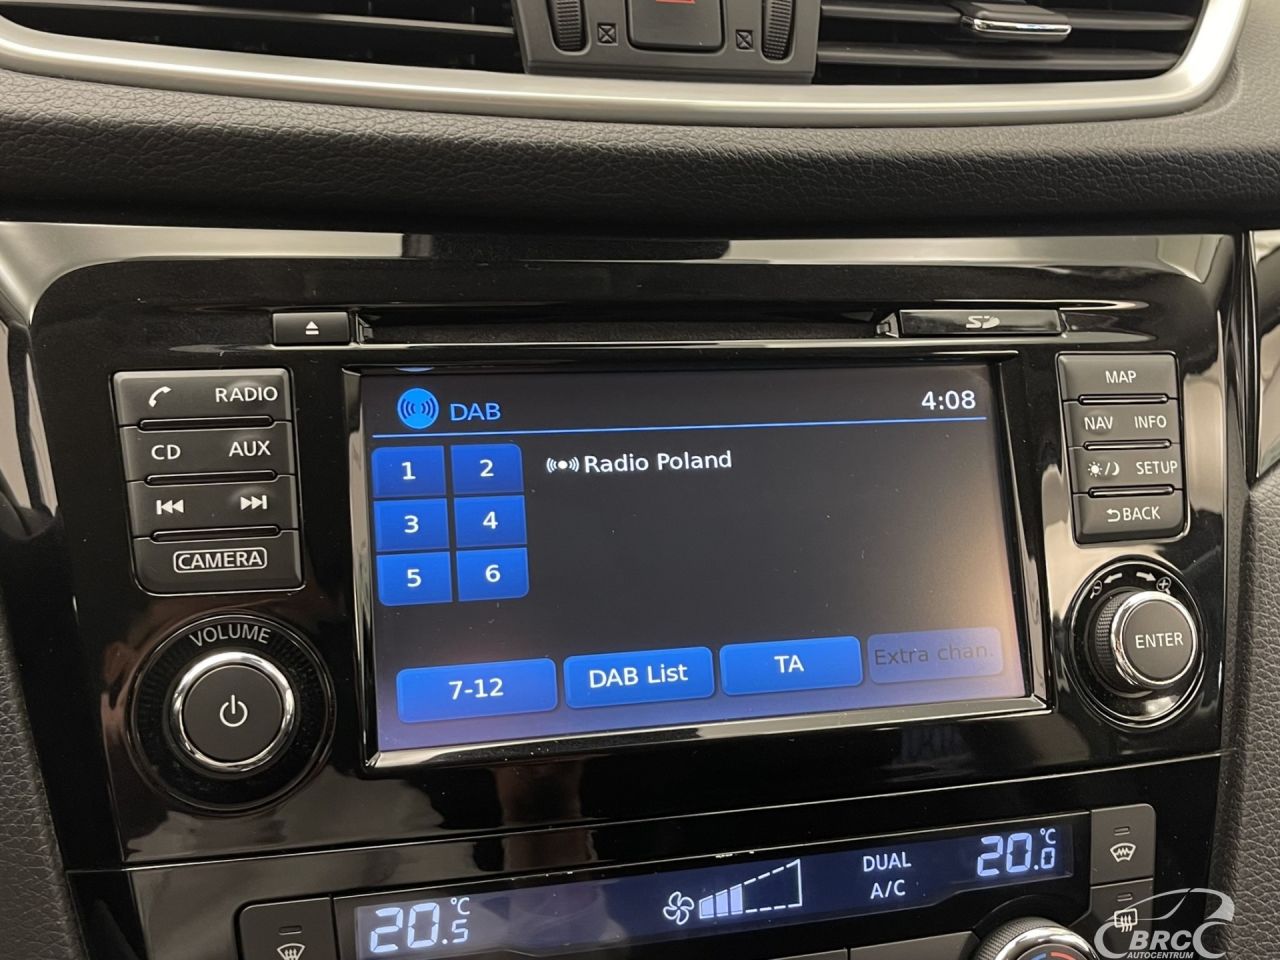 SD
RADIO
CD AUX
CAMERA
VOLUME
DAB
4:08
1 2
3 4
5 6
Radio Poland
7-12
DAB List
TA
Extra chan.
MAP
NAV INFO
SETUP
BACK
ENTER
20.5°C
DUAL
A/C
20.0°C
BRC
AUTOCENTRUM